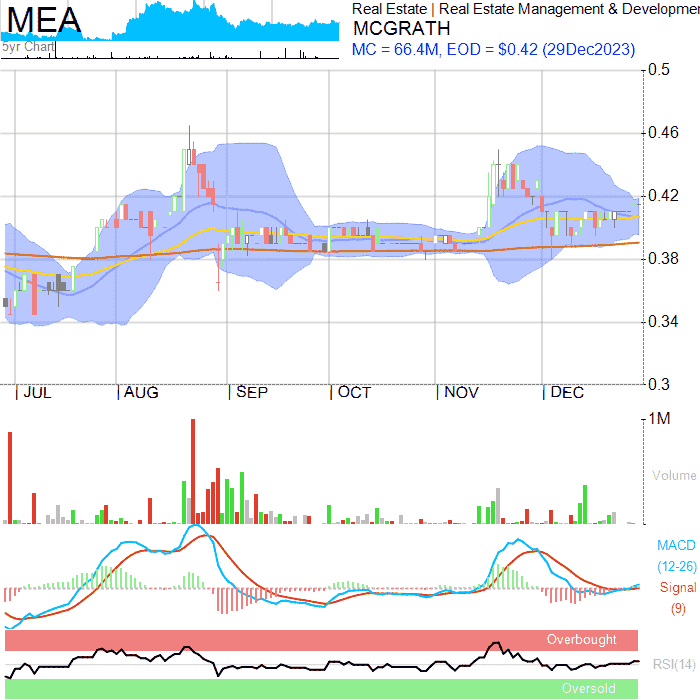 MEA
5yr Chart
Real Estate | Real Estate Management & Developmen
MCGRATH
MC = 66.4M, EOD = $0.42 (29Dec2023)
0.5
0.46
0.42
0.38
0.34
0.3
| JUL | AUG | SEP | OCT | NOV | DEC
1M
Volume
MACD
(12-26)
Signal
(9)
Overbought
RSI(14)
Oversold